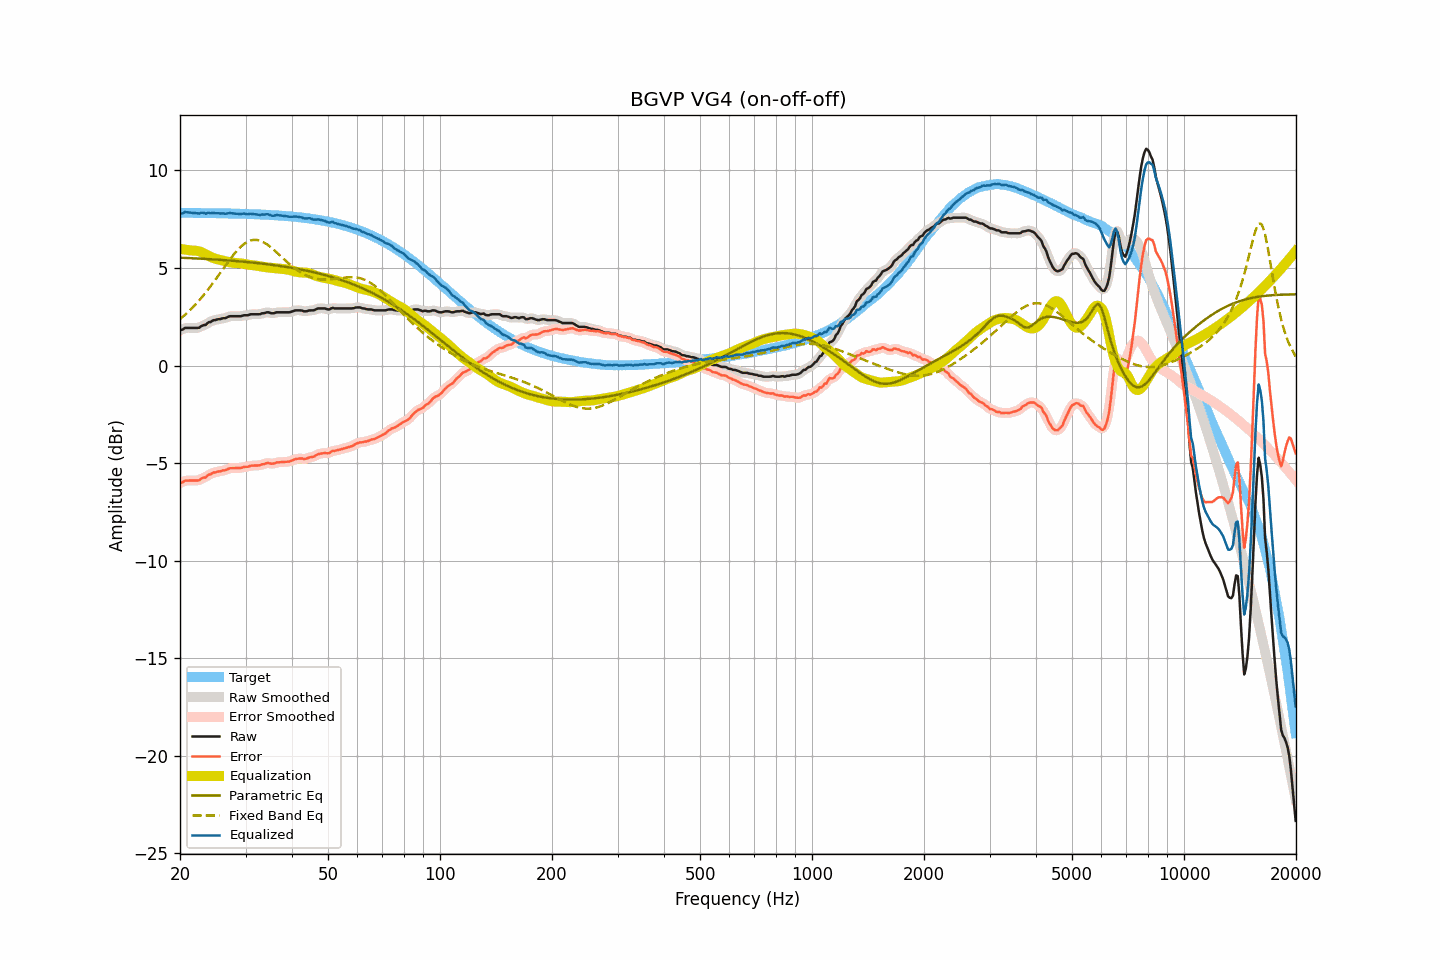 BGVP VG4 (on-off-off)
Amplitude (dBr)
10
5
0
−5
−10
−15
−20
−25
Target
Raw Smoothed
Error Smoothed
Raw
Error
Equalization
Parametric Eq
Fixed Band Eq
Equalized
20 50 100 200 500 1000 2000 5000 10000 20000
Frequency (Hz)